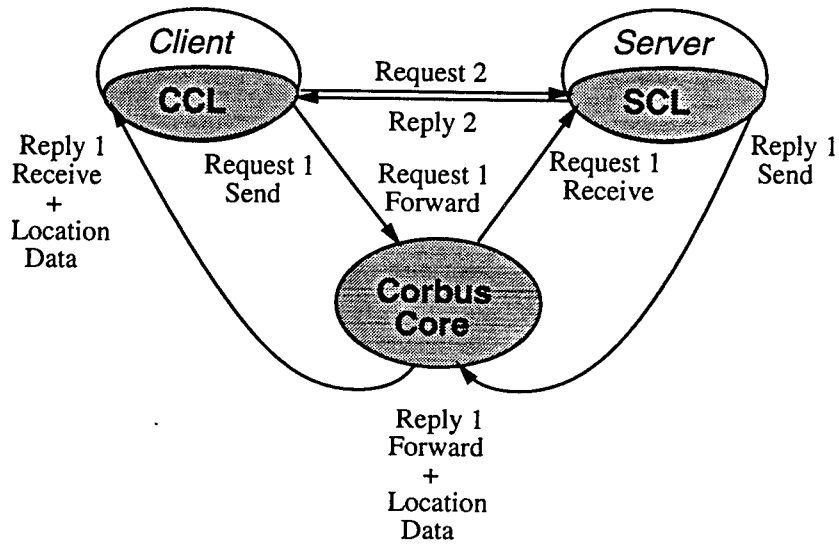 Client
CCL
Server
SCL
Request 2
Reply 2
Reply 1
Receive
+
Location
Data
Request 1
Send
Request 1
Forward
Request 1
Receive
Reply 1
Send
Corbus
Core
Reply 1
Forward
+
Location
Data